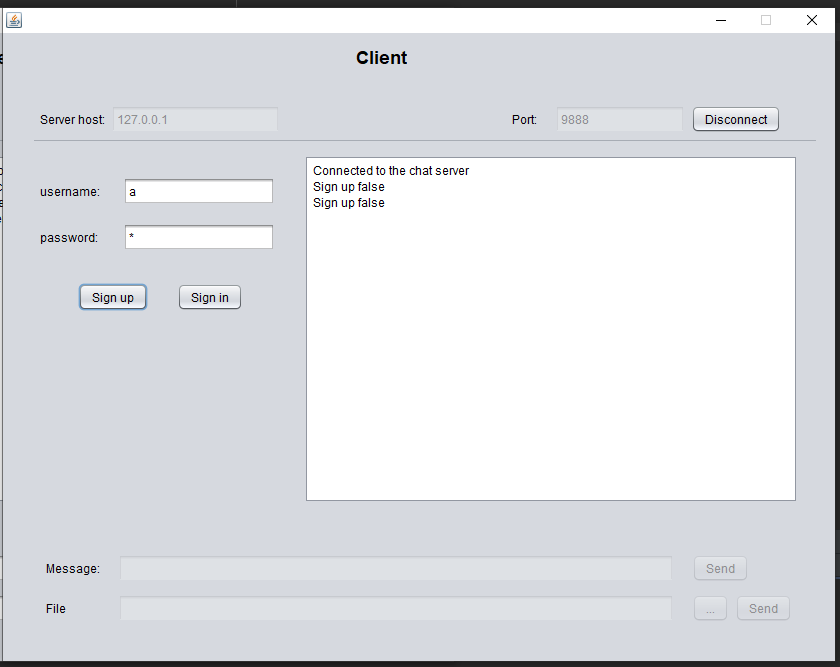 Client
Server host: 127.0.0.1 Port: 9888 Disconnect
Connected to the chat server
Sign up false
Sign up false
username: a
password: *
Sign up Sign in
Message: Send
File ... Send